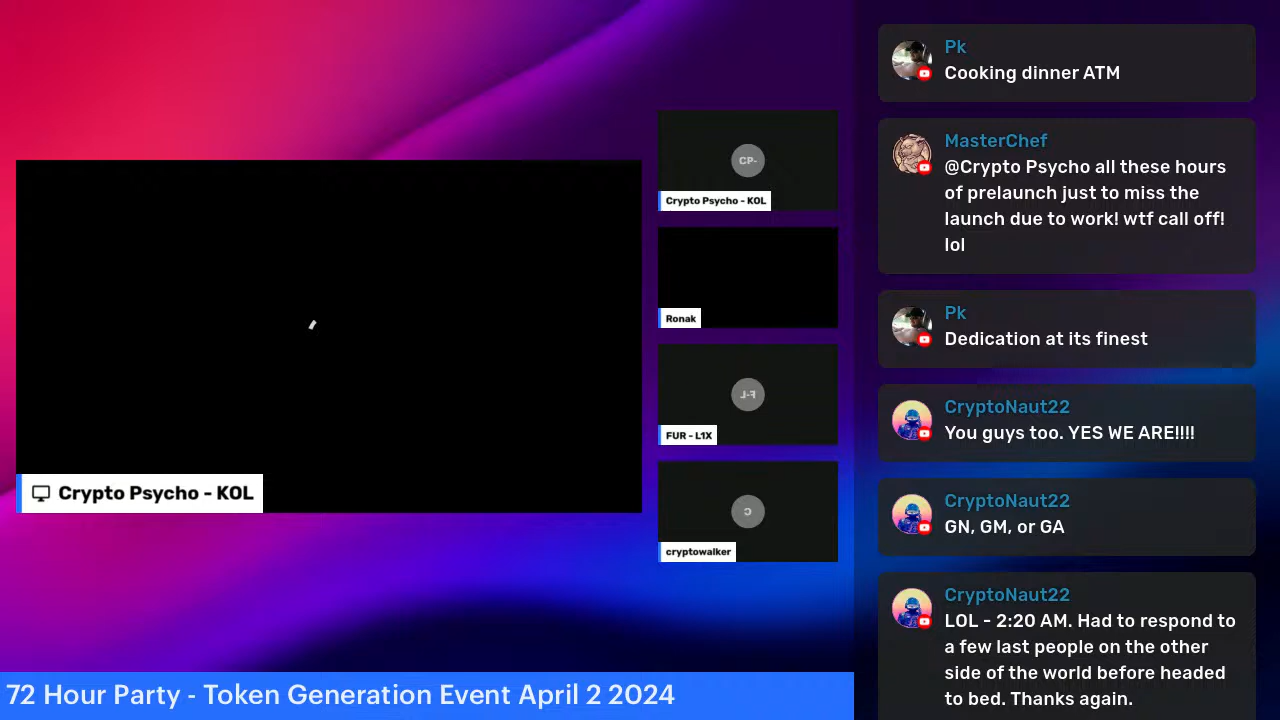 CP-
Crypto Psycho - KOL
Ronak
F-L
FUR - L1X
C
cryptowalker
Crypto Psycho - KOL
72 Hour Party - Token Generation Event April 2 2024
Pk
Cooking dinner ATM
MasterChef
@Crypto Psycho all these hours
of prelaunch just to miss the
launch due to work! wtf call off!
lol
Pk
Dedication at its finest
CryptoNaut22
You guys too. YES WE ARE!!!!
CryptoNaut22
GN, GM, or GA
CryptoNaut22
LOL - 2:20 AM. Had to respond to
a few last people on the other
side of the world before headed
to bed. Thanks again.